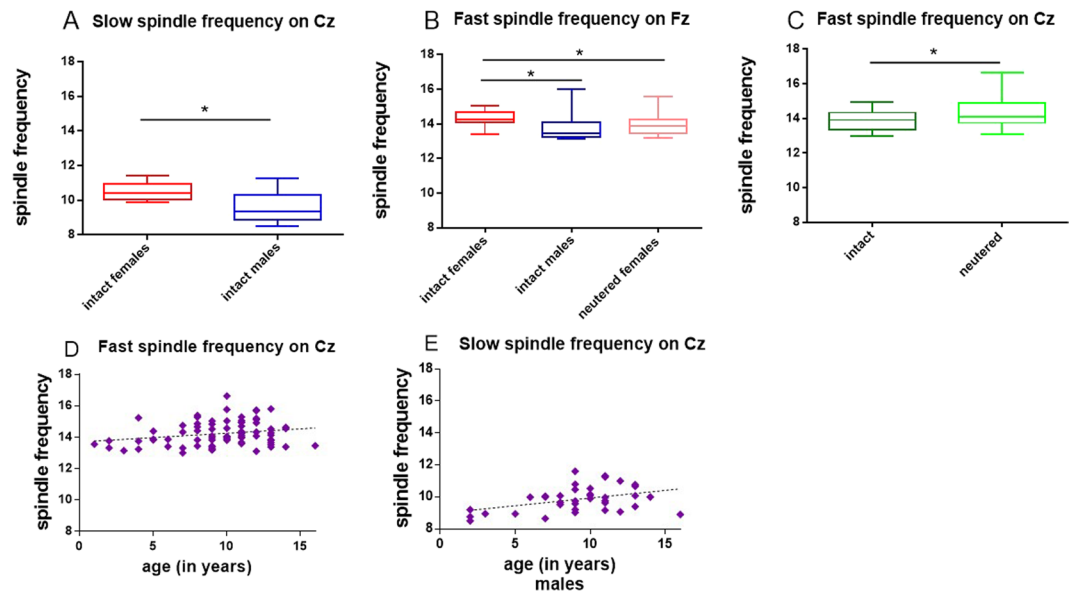 A Slow spindle frequency on Cz
spindle frequency
18
16
14
12
10
8
*
intact females
intact males
B Fast spindle frequency on Fz
spindle frequency
18
16
14
12
10
8
*
*
intact females
intact males
neutered females
C Fast spindle frequency on Cz
spindle frequency
18
16
14
12
10
8
*
intact
neutered
D Fast spindle frequency on Cz
spindle frequency
18
16
14
12
10
8
0 5 10 15
age (in years)
E Slow spindle frequency on Cz
spindle frequency
18
16
14
12
10
8
0 5 10 15
age (in years)
males